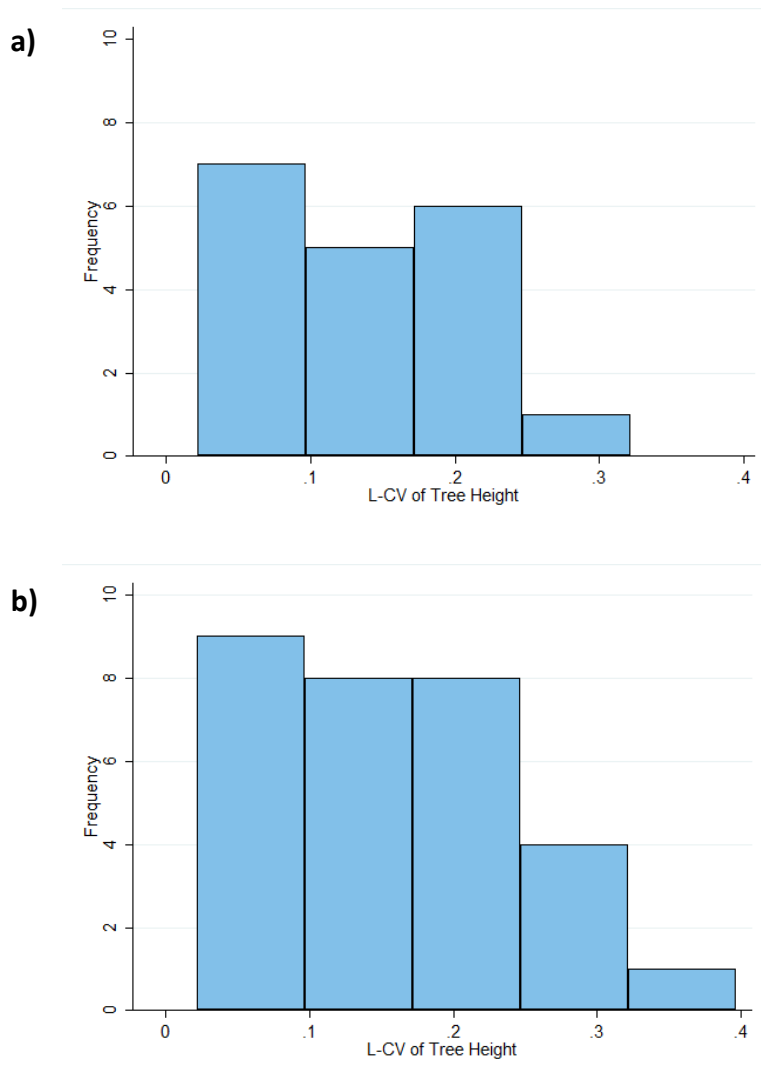 a)
10
8
6
4
2
0
Frequency
0 .1 .2 .3 .4
L-CV of Tree Height
b)
10
8
6
4
2
0
Frequency
0 .1 .2 .3 .4
L-CV of Tree Height